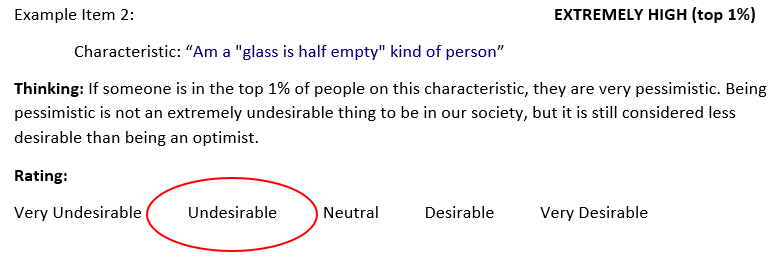 Example Item 2: EXTREMELY HIGH (top 1%)
Characteristic: “Am a "glass is half empty" kind of person”
Thinking: If someone is in the top 1% of people on this characteristic, they are very pessimistic. Being
pessimistic is not an extremely undesirable thing to be in our society, but it is still considered less
desirable than being an optimist.
Rating:
Very Undesirable Undesirable Neutral Desirable Very Desirable